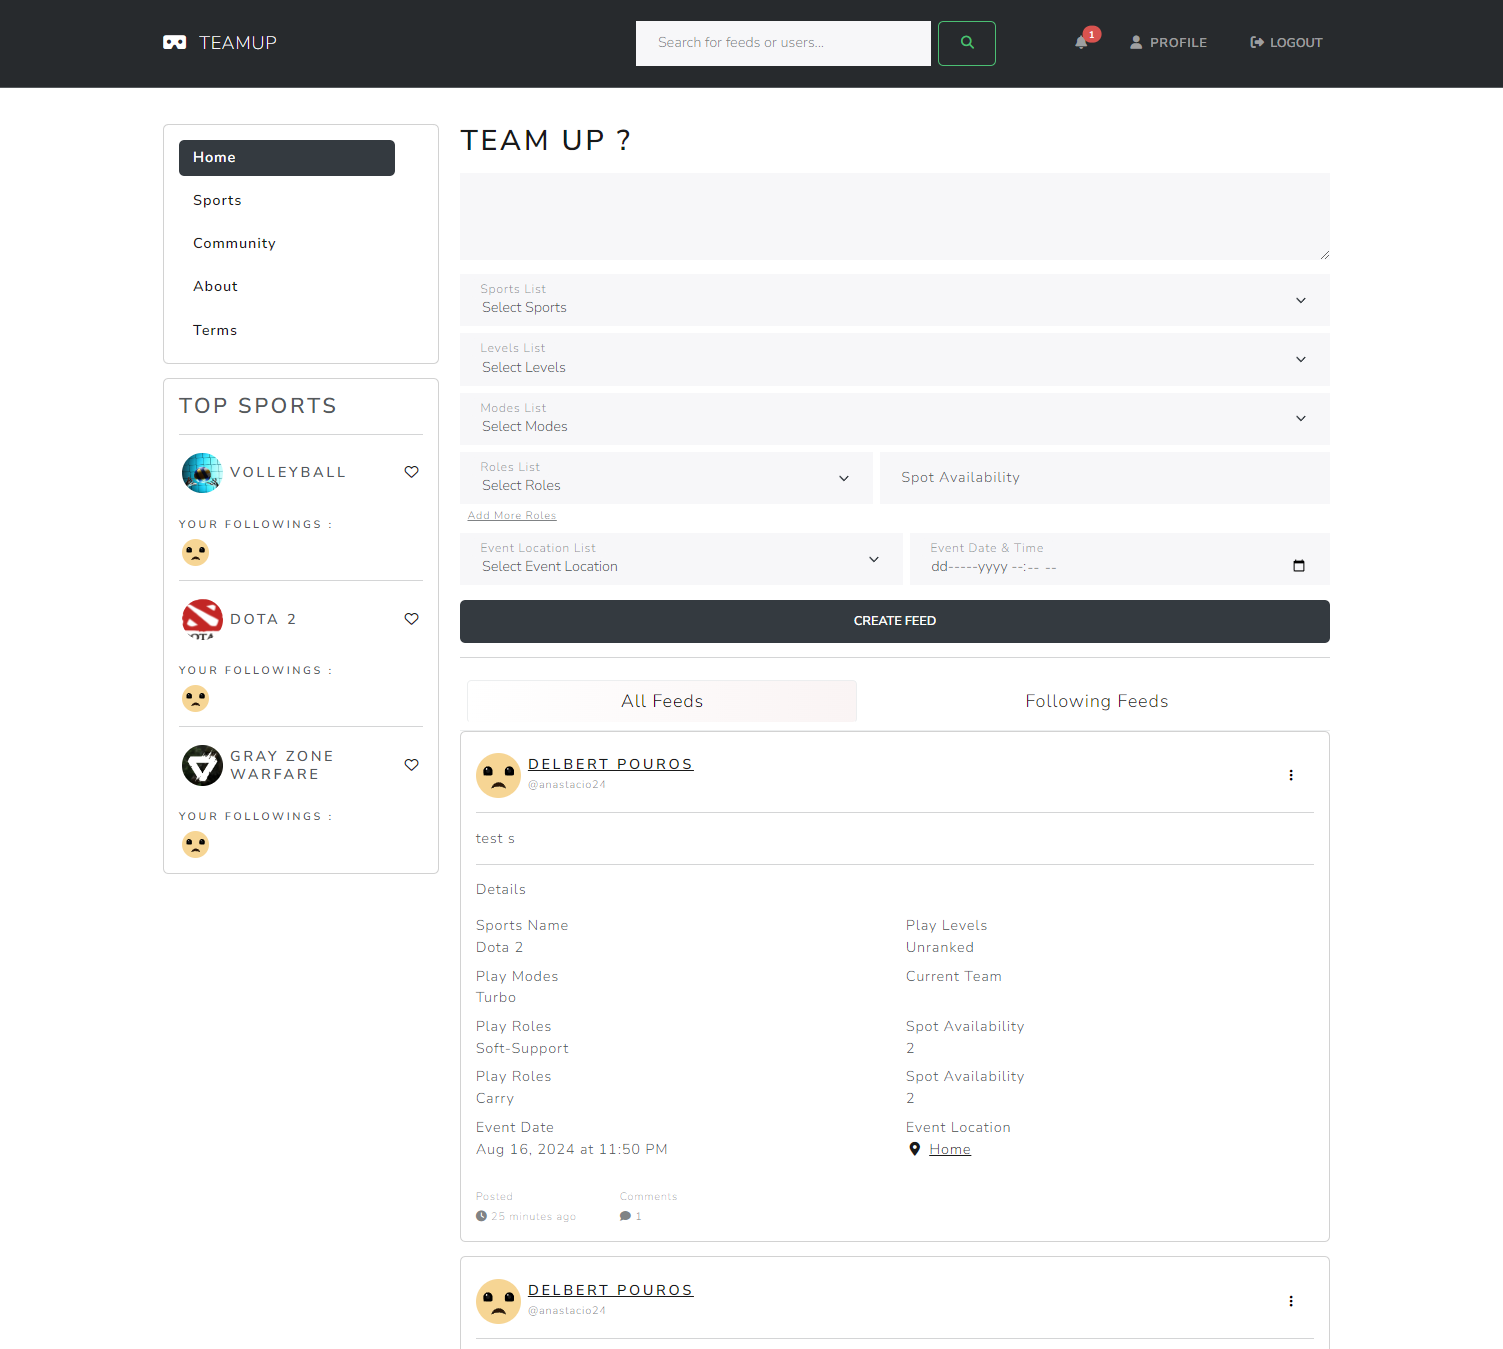 TEAMUP
Search for feeds or users...
1
PROFILE
LOGOUT
Home
Sports
Community
About
Terms
TOP SPORTS
VOLLEYBALL
YOUR FOLLOWINGS :
DOTA 2
YOUR FOLLOWINGS :
GRAY ZONE
WARFARE
YOUR FOLLOWINGS :
TEAM UP ?
Sports List
Select Sports
Levels List
Select Levels
Modes List
Select Modes
Roles List
Select Roles
Spot Availability
Add More Roles
Event Location List
Select Event Location
Event Date & Time
dd-----yyyy --:-- --
CREATE FEED
All Feeds
Following Feeds
DELBERT POUROS
@anastacio24
test s
Details
Sports Name
Dota 2
Play Levels
Unranked
Play Modes
Turbo
Current Team
Play Roles
Soft-Support
Spot Availability
2
Play Roles
Carry
Spot Availability
2
Event Date
Aug 16, 2024 at 11:50 PM
Event Location
Home
Posted
25 minutes ago
Comments
1
DELBERT POUROS
@anastacio24